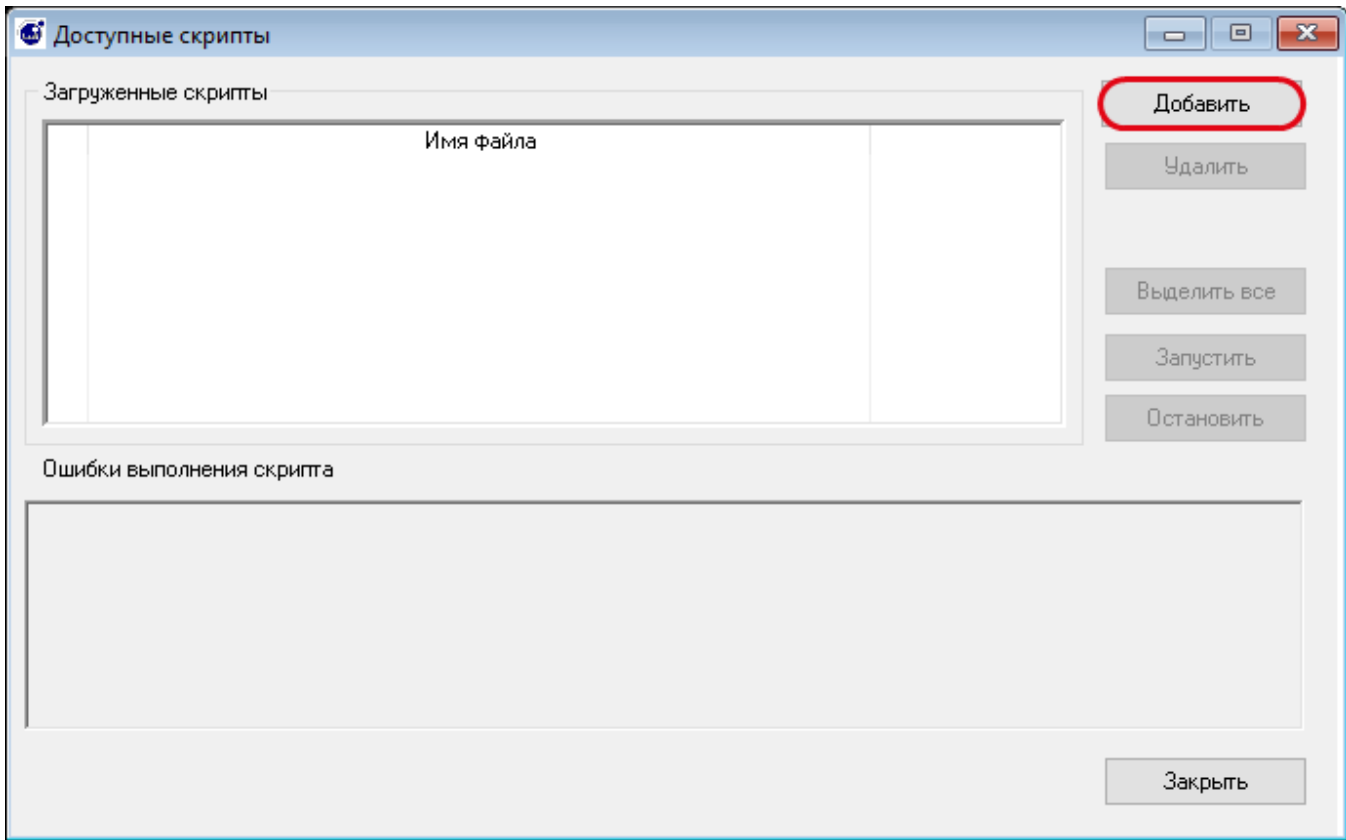 Доступные скрипты
Загруженные скрипты
Имя файла
Добавить
Удалить
Выделить все
Запустить
Остановить
Ошибки выполнения скрипта
Закрыть